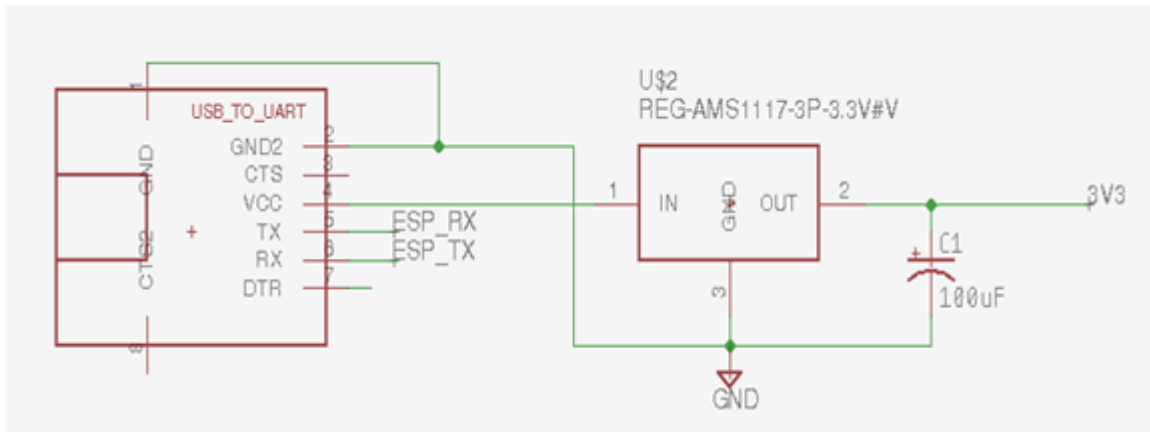 1
USB_TO_UART
GND
CTS2
8
GND2
2
CTS
3
VCC
4
TX
5
RX
6
DTR
7
ESP_RX
ESP_TX
U$2
REG-AMS1117-3P-3.3V#V
1
IN
GND
OUT
2
3
3V3
+
C1
100uF
GND